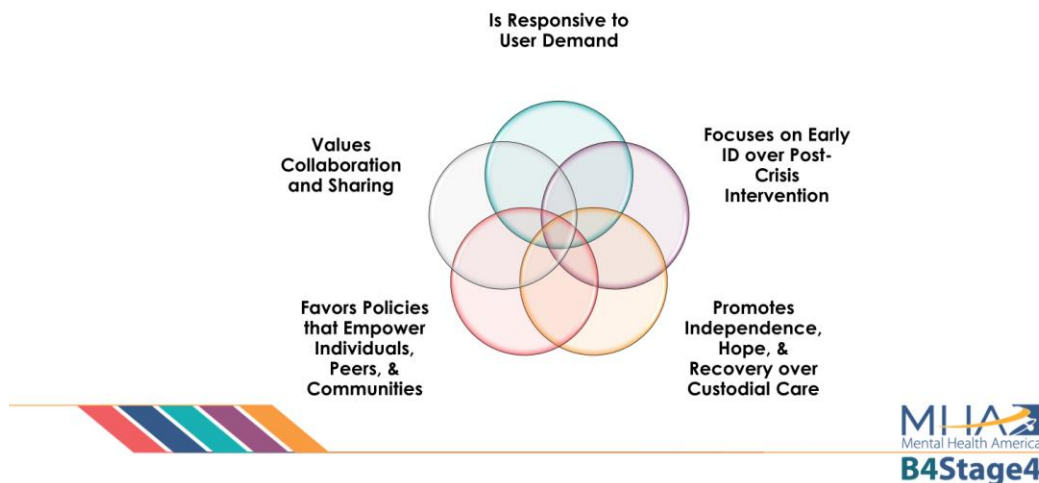 Is Responsive to
User Demand
Values
Collaboration
and Sharing
Focuses on Early
ID over Post-
Crisis
Intervention
Favors Policies
that Empower
Individuals,
Peers, &
Communities
Promotes
Independence,
Hope, &
Recovery over
Custodial Care
MHA
Mental Health America
B4Stage4